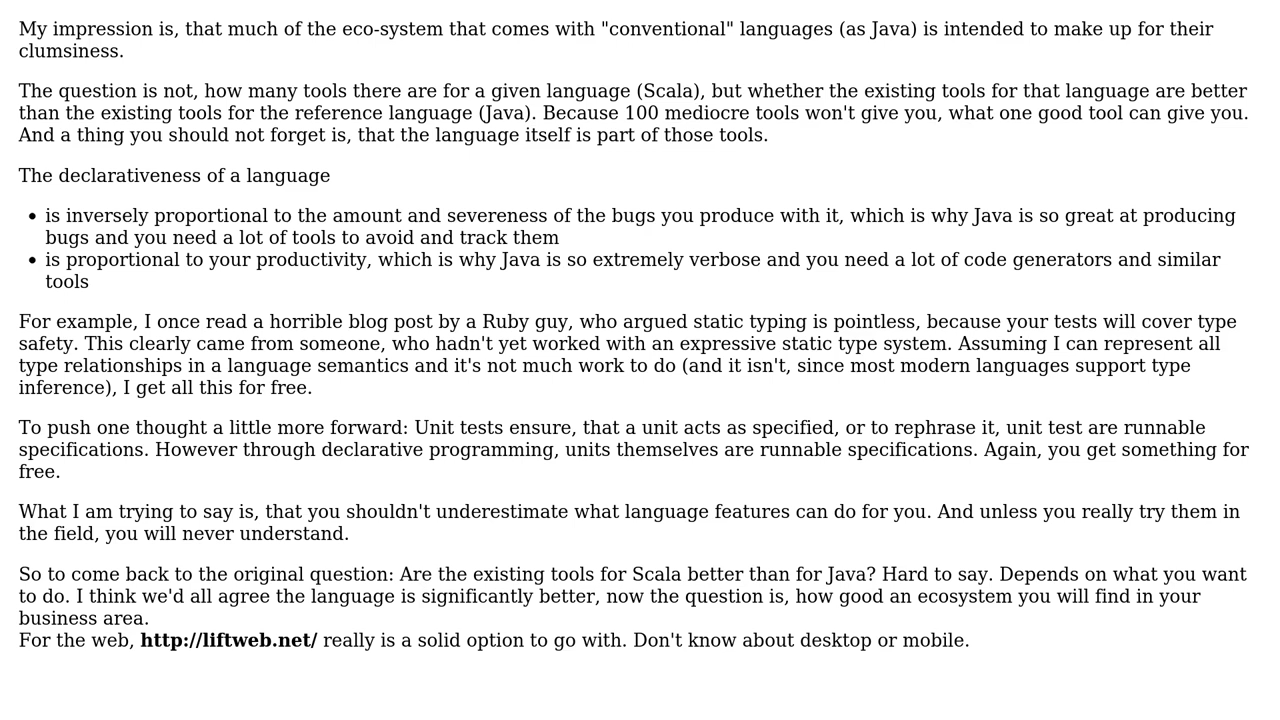 My impression is, that much of the eco-system that comes with "conventional" languages (as Java) is intended to make up for their
clumsiness.
The question is not, how many tools there are for a given language (Scala), but whether the existing tools for that language are better
than the existing tools for the reference language (Java). Because 100 mediocre tools won't give you, what one good tool can give you.
And a thing you should not forget is, that the language itself is part of those tools.
The declarativeness of a language
• is inversely proportional to the amount and severeness of the bugs you produce with it, which is why Java is so great at producing
bugs and you need a lot of tools to avoid and track them
• is proportional to your productivity, which is why Java is so extremely verbose and you need a lot of code generators and similar
tools
For example, I once read a horrible blog post by a Ruby guy, who argued static typing is pointless, because your tests will cover type
safety. This clearly came from someone, who hadn't yet worked with an expressive static type system. Assuming I can represent all
type relationships in a language semantics and it's not much work to do (and it isn't, since most modern languages support type
inference), I get all this for free.
To push one thought a little more forward: Unit tests ensure, that a unit acts as specified, or to rephrase it, unit test are runnable
specifications. However through declarative programming, units themselves are runnable specifications. Again, you get something for
free.
What I am trying to say is, that you shouldn't underestimate what language features can do for you. And unless you really try them in
the field, you will never understand.
So to come back to the original question: Are the existing tools for Scala better than for Java? Hard to say. Depends on what you want
to do. I think we'd all agree the language is significantly better, now the question is, how good an ecosystem you will find in your
business area.
For the web, http://liftweb.net/ really is a solid option to go with. Don't know about desktop or mobile.